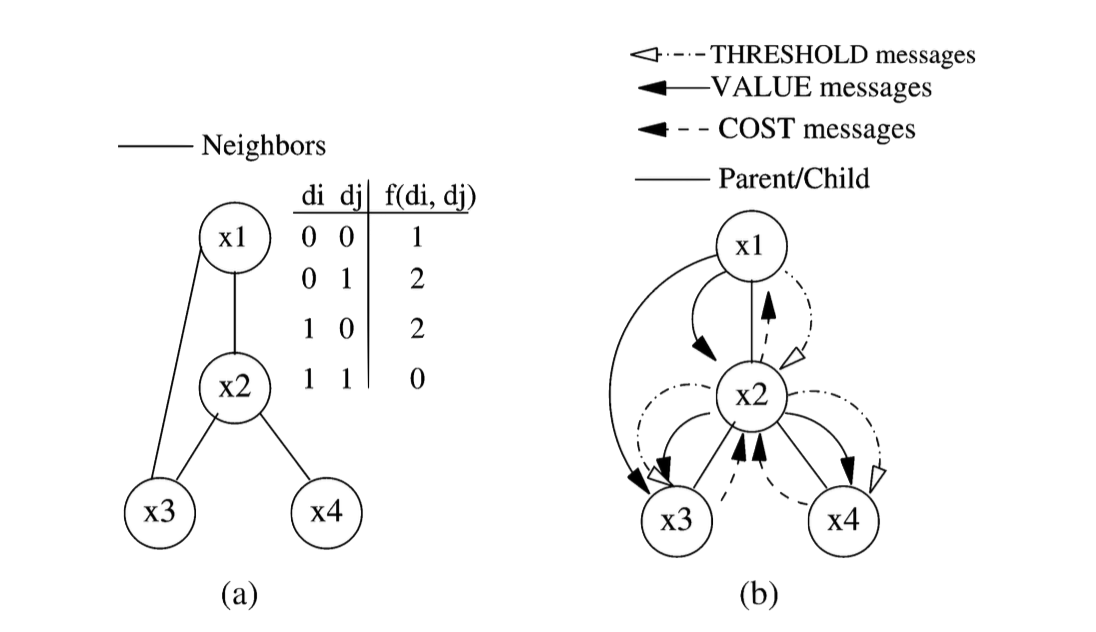 THRESHOLD messages
VALUE messages
COST messages
Parent/Child
Neighbors
di dj f(di, dj)
0 0 1
0 1 2
1 0 2
1 1 0
x1
x2
x3
x4
(a)
x1
x2
x3
x4
(b)